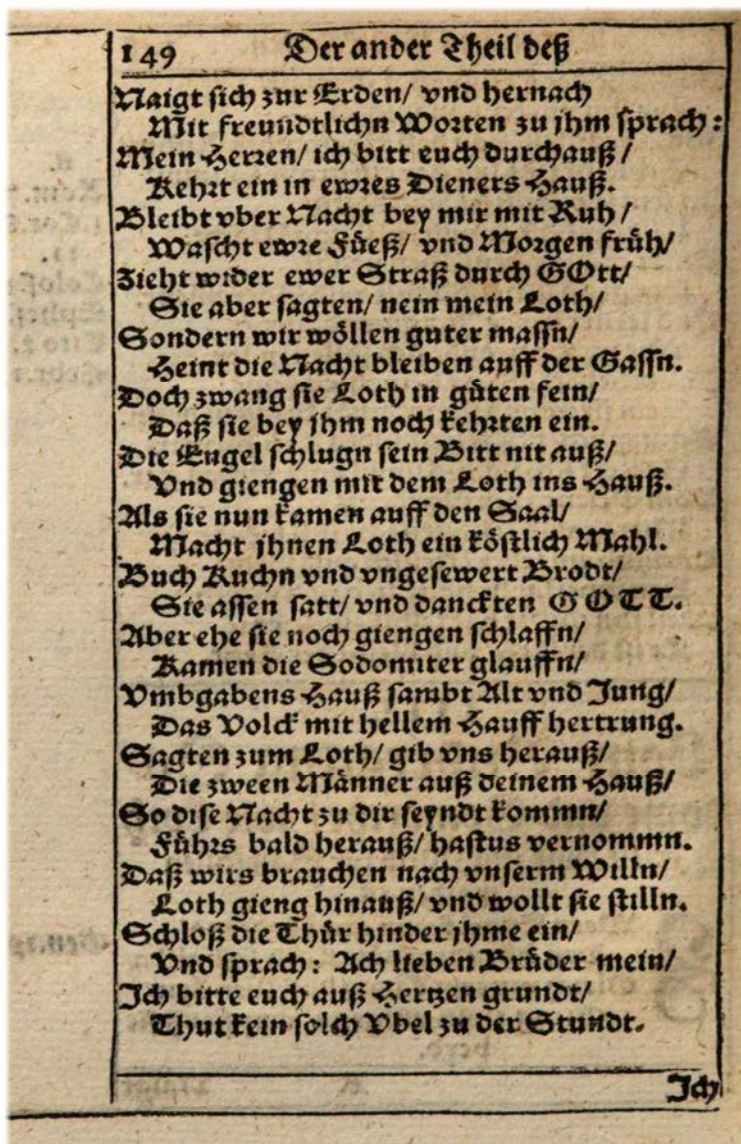 149 Der ander Theil deß
Naigt sich zur Erden/ vnd hernach
Mit freundtlichn Worten zu jhm sprach:
Mein Herren/ ich bitt euch durchauß/
Kehrt ein in ewres Dieners Hauß.
Bleibt vber Nacht bey mir mit Ruh/
Wascht ewre Füeß/ vnd Morgen früh/
Zieht wider ewer Straß durch GOtt/
Sie aber sagten/ nein mein Loth/
Sondern wir wöllen guter massn/
Heint die Nacht bleiben auff der Gassn.
Doch zwang sie Loth in güten fein/
Daß sie bey jhm noch kehrten ein.
Die Engel schlugn sein Bitt nit auß/
Vnd giengen mit dem Loth ins Hauß.
Als sie nun kamen auff den Saal/
Macht jhnen Loth ein köstlich Mahl.
Buch Kuchn vnd vngesewert Brodt/
Sie assen satt/ vnd danckten GOTT.
Aber ehe sie noch giengen schlaffn/
Kamen die Sodomiter glauffn/
Vmbgabens Hauß sambt Alt vnd Jung/
Das Volck mit hellem Hauff hertrung.
Sagten zum Loth/ gib vns herauß/
Die zween Männer auß deinem Hauß/
So dise Nacht zu dir seyndt kommn/
Führs bald herauß/ hastus vernommn.
Daß wirs brauchen nach vnserm Willn/
Loth gieng hinauß/ vnd wollt sie stilln.
Schloß die Thür hinder jhme ein/
Vnd sprach: Ach lieben Brüder mein/
Ich bitte euch auß Hertzen grundt/
Thut kein solch Vbel zu der Stundt.
Ich